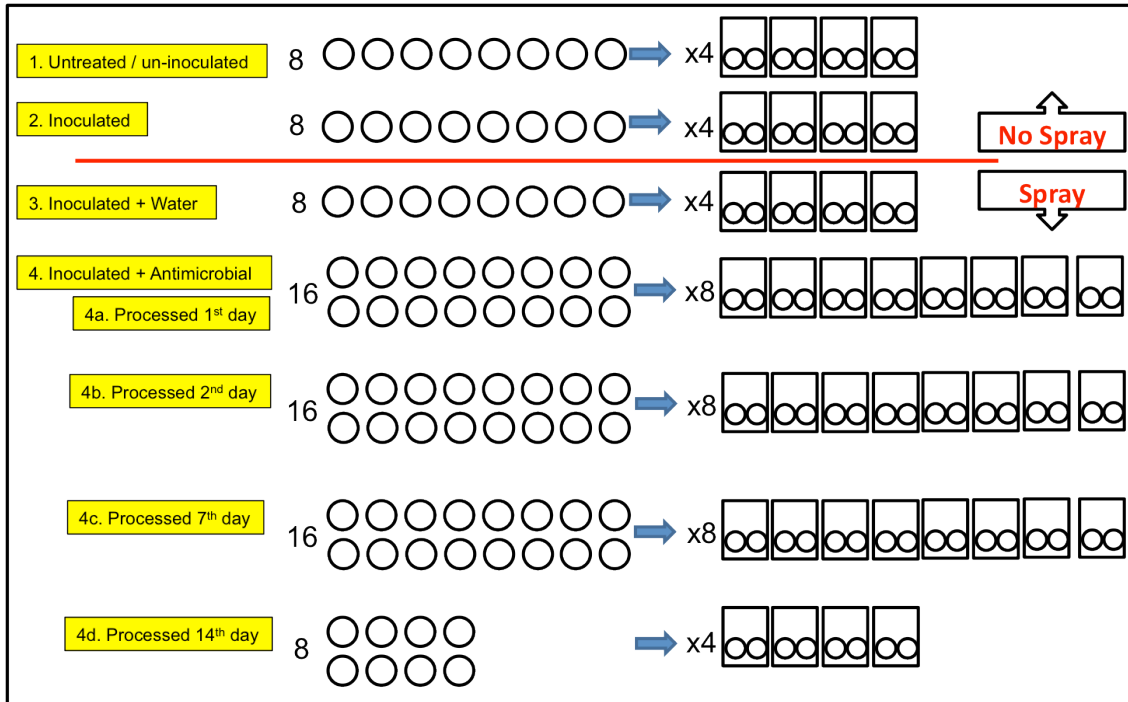 1. Untreated / un-inoculated 8 x4
2. Inoculated 8 x4
No Spray
3. Inoculated + Water 8 x4
Spray
4. Inoculated + Antimicrobial
16 x8
4a. Processed 1st day
4b. Processed 2nd day
16 x8
4c. Processed 7th day
16 x8
4d. Processed 14th day
8 x4